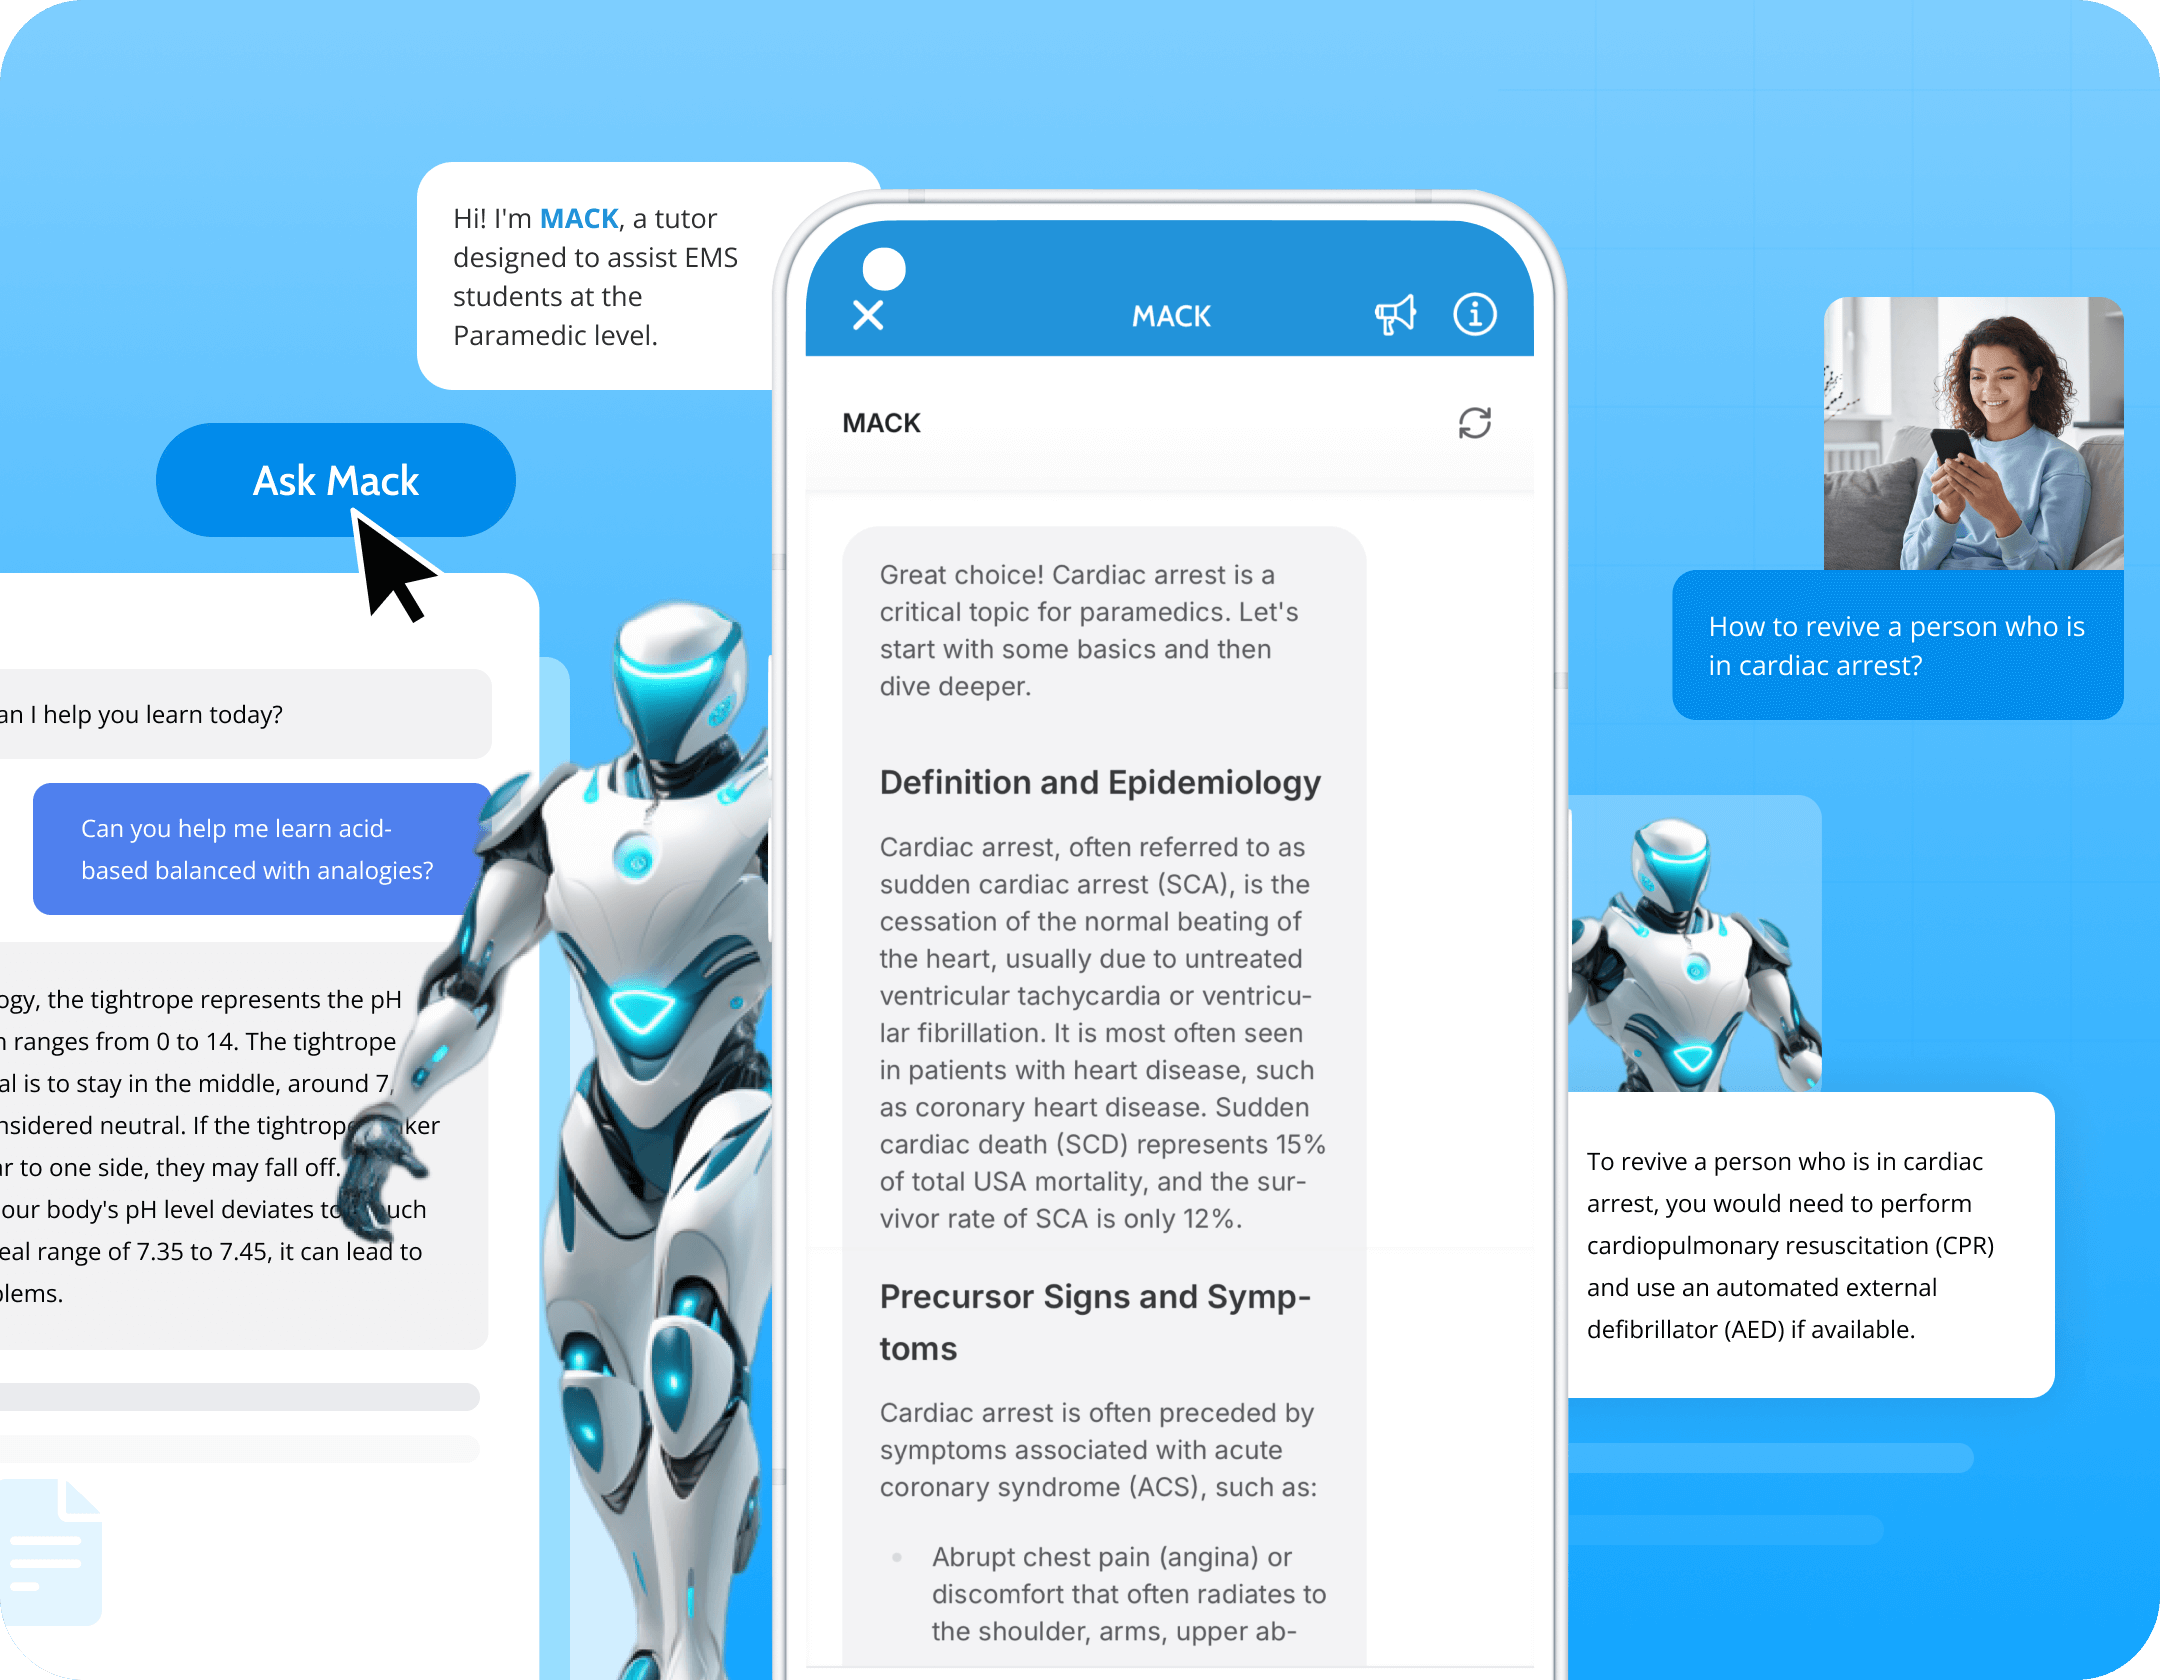 Hi! I'm MACK, a tutor
designed to assist EMS
students at the
Paramedic level.
Ask Mack
an I help you learn today?
Can you help me learn acid-
based balanced with analogies?
ogy, the tightrope represents the pH
ranges from 0 to 14. The tightrope
al is to stay in the middle, around 7,
nsidered neutral. If the tightrope ker
ar to one side, they may fall off.
our body's pH level deviates to uch
eal range of 7.35 to 7.45, it can lead to
blems.
MACK
MACK
Great choice! Cardiac arrest is a
critical topic for paramedics. Let's
start with some basics and then
dive deeper.
Definition and Epidemiology
Cardiac arrest, often referred to as
sudden cardiac arrest (SCA), is the
cessation of the normal beating of
the heart, usually due to untreated
ventricular tachycardia or ventricu-
lar fibrillation. It is most often seen
in patients with heart disease, such
as coronary heart disease. Sudden
cardiac death (SCD) represents 15%
of total USA mortality, and the sur-
vivor rate of SCA is only 12%.
Precursor Signs and Symp-
toms
Cardiac arrest is often preceded by
symptoms associated with acute
coronary syndrome (ACS), such as:
Abrupt chest pain (angina) or
discomfort that often radiates to
the shoulder, arms, upper ab-
How to revive a person who is
in cardiac arrest?
To revive a person who is in cardiac
arrest, you would need to perform
cardiopulmonary resuscitation (CPR)
and use an automated external
defibrillator (AED) if available.